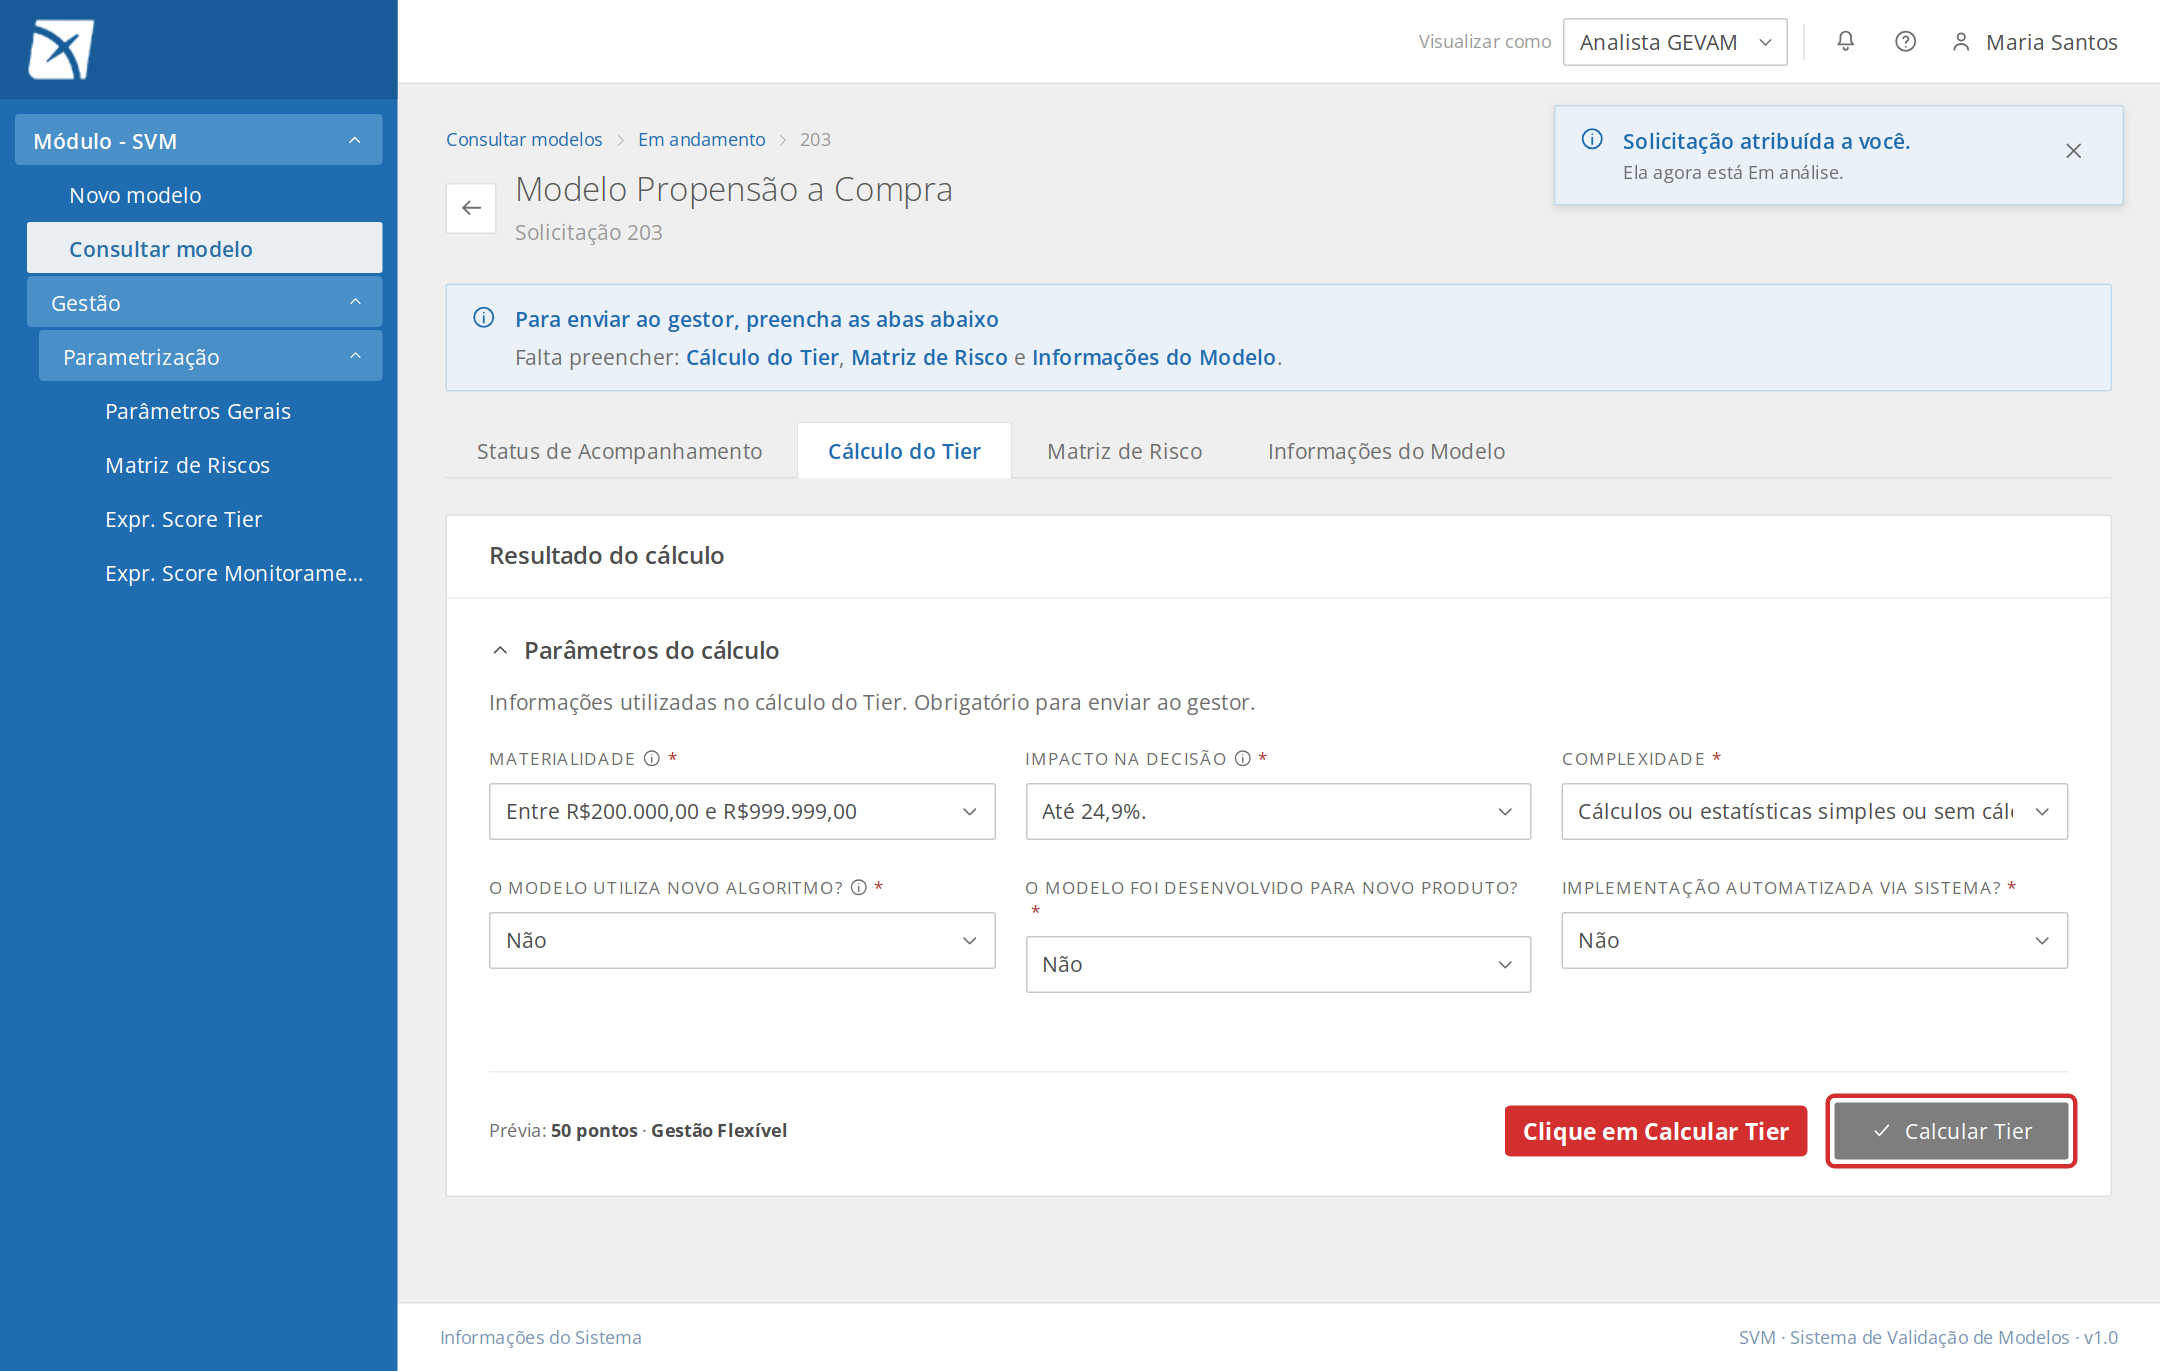 Visualizar como
Analista GEVAM
Maria Santos
Módulo - SVM
Novo modelo
Consultar modelo
Gestão
Parametrização
Parâmetros Gerais
Matriz de Riscos
Expr. Score Tier
Expr. Score Monitorame...
Consultar modelos > Em andamento > 203
Modelo Propensão a Compra
Solicitação 203
Solicitação atribuída a você.
Ela agora está Em análise.
Para enviar ao gestor, preencha as abas abaixo
Falta preencher: Cálculo do Tier, Matriz de Risco e Informações do Modelo.
Status de Acompanhamento
Cálculo do Tier
Matriz de Risco
Informações do Modelo
Resultado do cálculo
Parâmetros do cálculo
Informações utilizadas no cálculo do Tier. Obrigatório para enviar ao gestor.
MATERIALIDADE *
Entre R$200.000,00 e R$999.999,00
IMPACTO NA DECISÃO *
Até 24,9%.
COMPLEXIDADE *
Cálculos ou estatísticas simples ou sem cálc
O MODELO UTILIZA NOVO ALGORITMO? *
Não
O MODELO FOI DESENVOLVIDO PARA NOVO PRODUTO?
*
Não
IMPLEMENTAÇÃO AUTOMATIZADA VIA SISTEMA? *
Não
Prévia: 50 pontos · Gestão Flexível
Clique em Calcular Tier
Calcular Tier
Informações do Sistema
SVM · Sistema de Validação de Modelos · v1.0